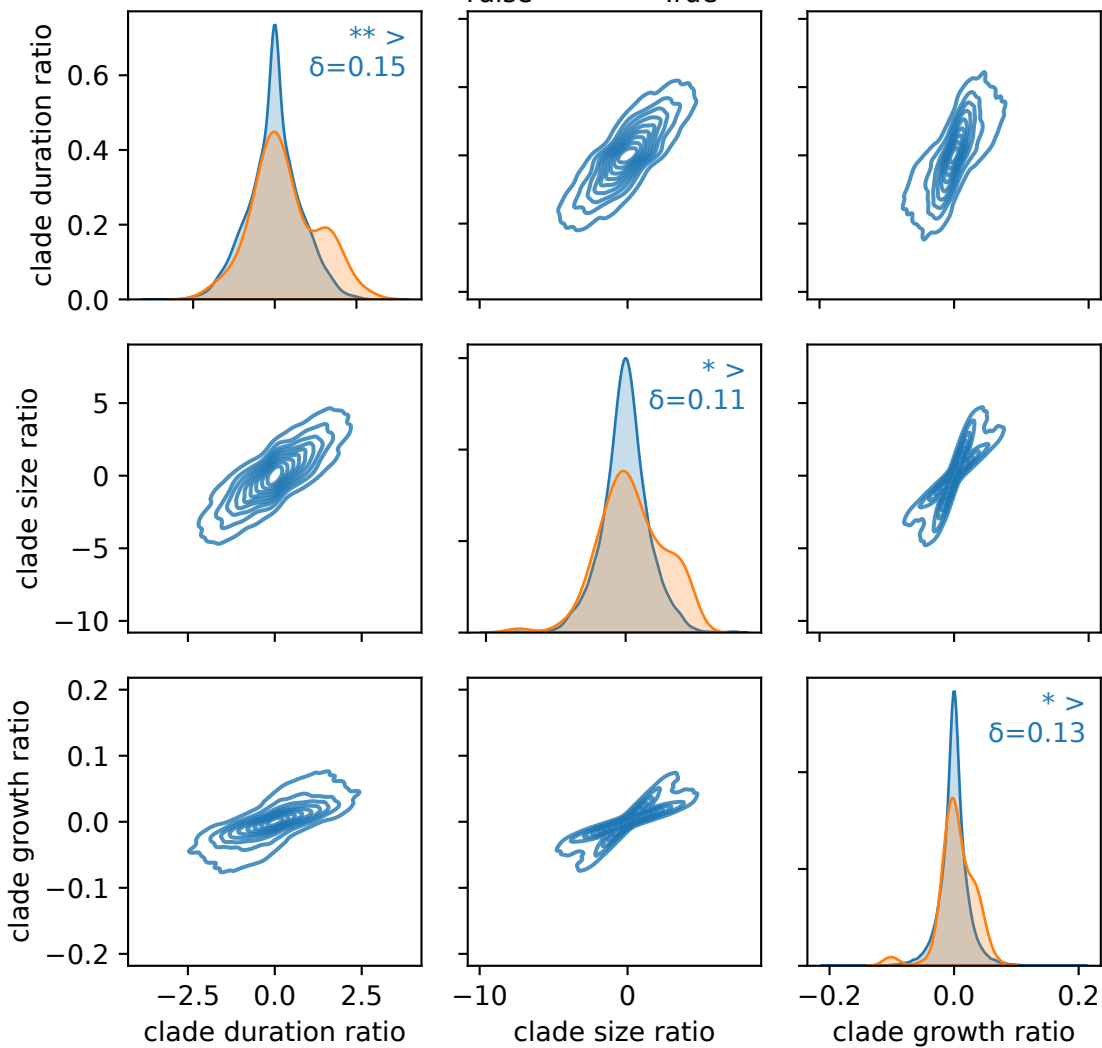 clade duration ratio
0.6
0.4
0.2
0.0
** >
δ=0.15
clade size ratio
5
0
−5
−10
* >
δ=0.11
clade growth ratio
0.2
0.1
0.0
−0.1
−0.2
* >
δ=0.13
−2.5 0.0 2.5
−10 0
−0.2 0.0 0.2
clade duration ratio
clade size ratio
clade growth ratio